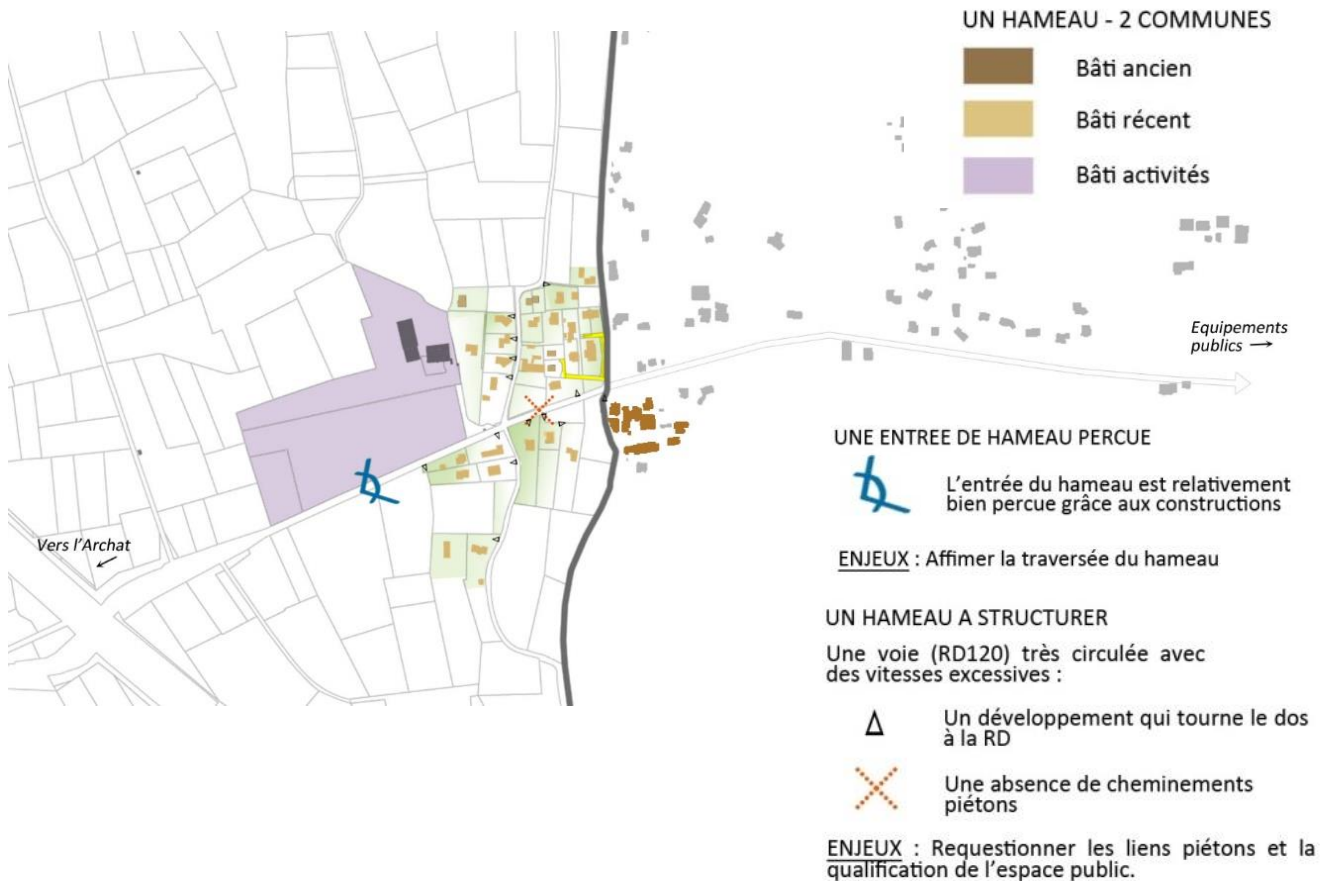 UN HAMEAU - 2 COMMUNES
Bâti ancien
Bâti récent
Bâti activités
Equipements
publics →
Vers l'Archat
←
UNE ENTREE DE HAMEAU PERCUE
L'entrée du hameau est relativement
bien percue grâce aux constructions
ENJEUX : Affimer la traversée du hameau
UN HAMEAU A STRUCTURER
Une voie (RD120) très circulée avec
des vitesses excessives :
Un développement qui tourne le dos
à la RD
Une absence de cheminements
piétons
ENJEUX : Requestionner les liens piétons et la
qualification de l'espace public.